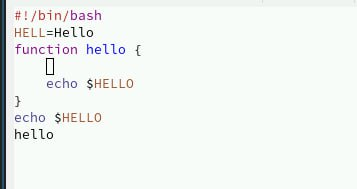 #!/bin/bash
HELL=Hello
function hello {
echo $HELLO
}
echo $HELLO
hello